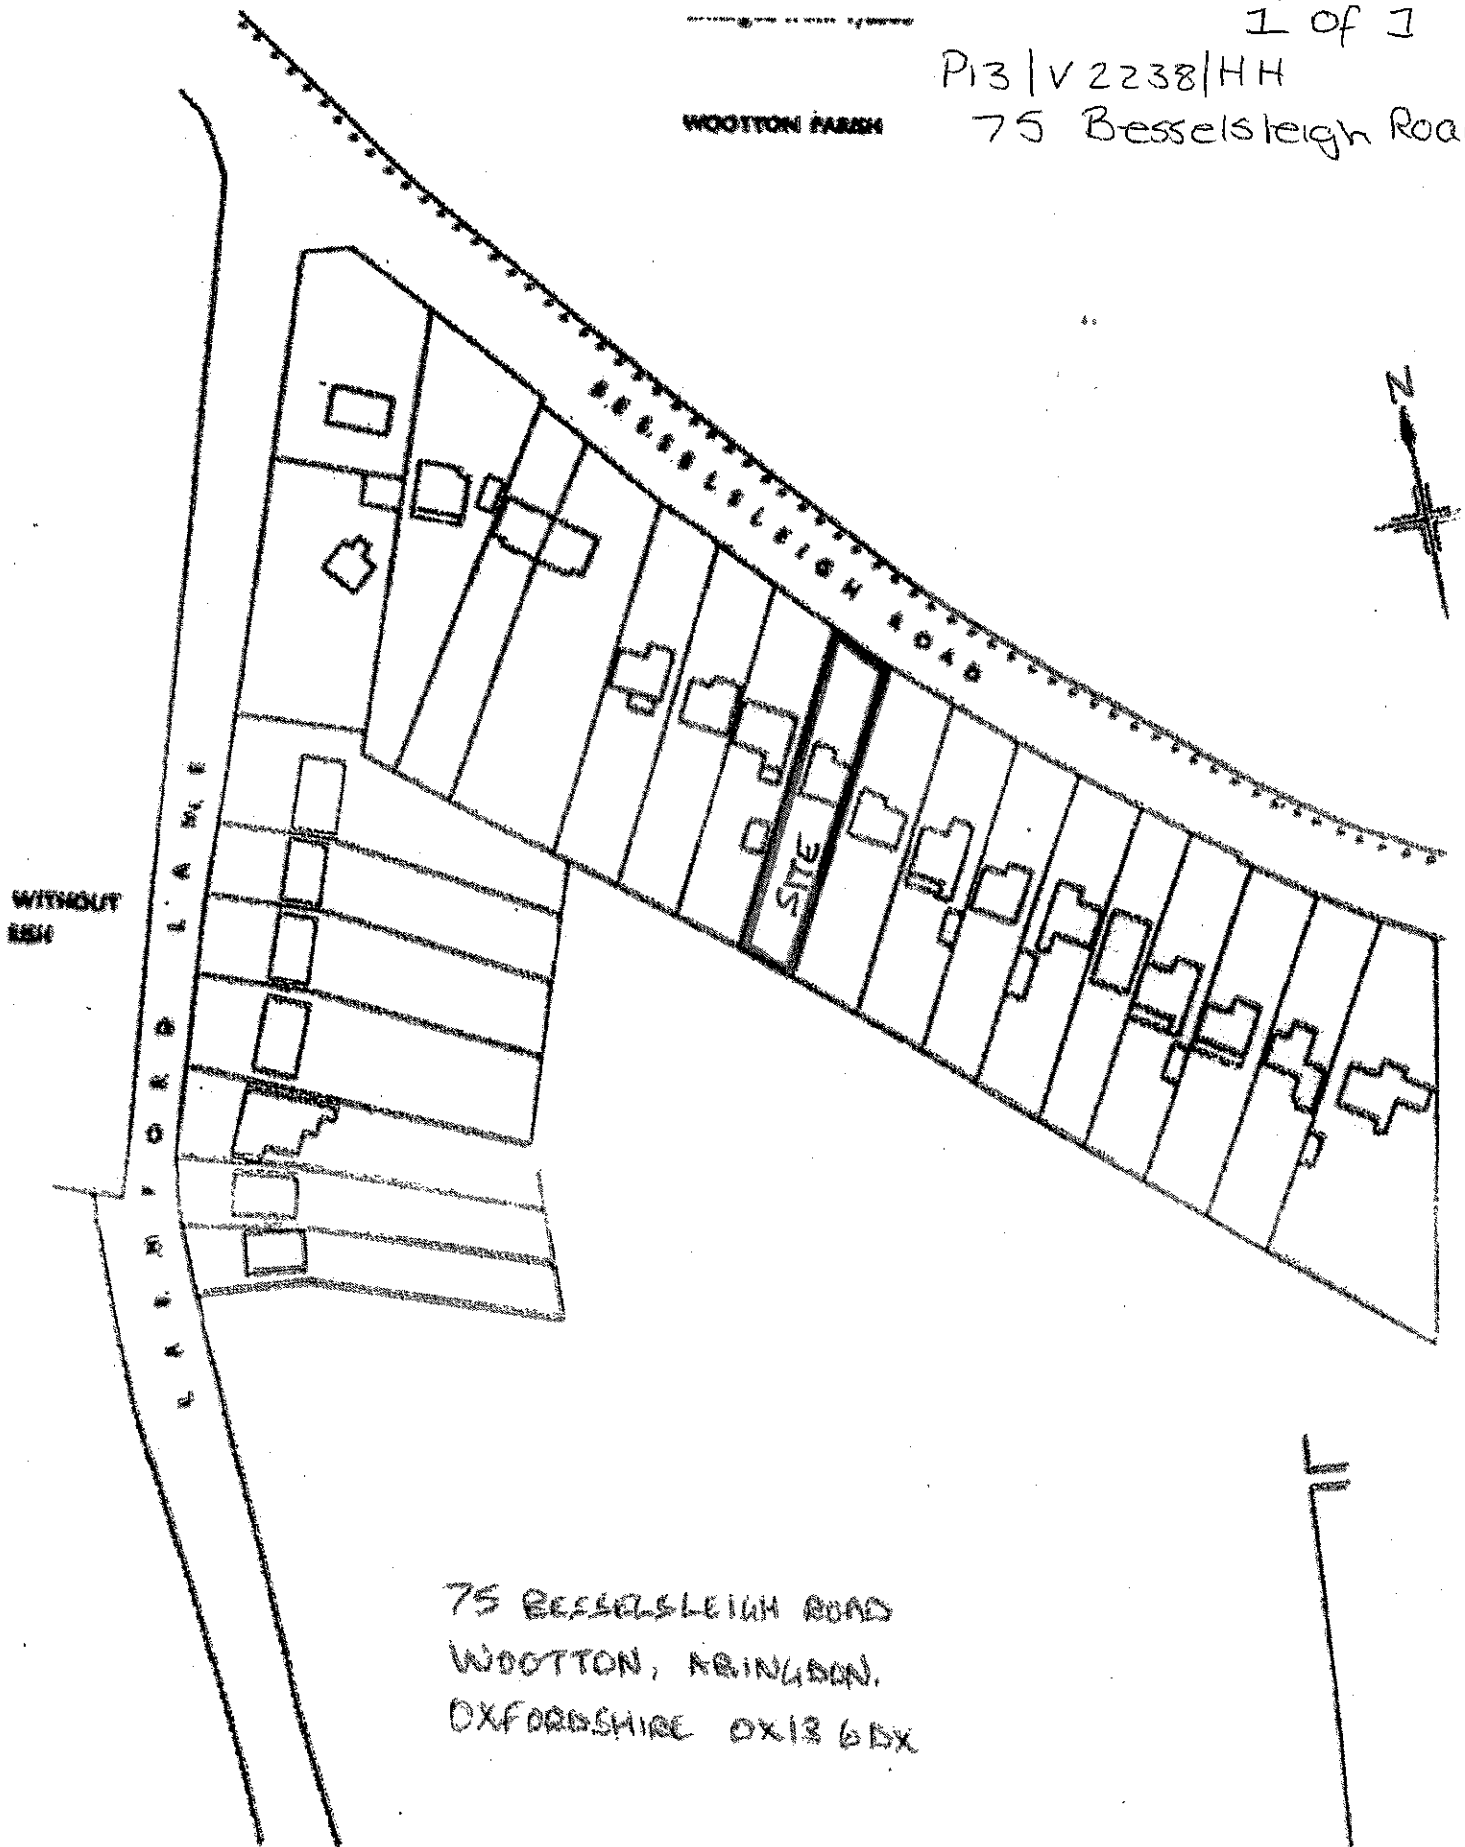 1 of 1
P13/V2238/HH
75 Besselsleigh Roa
WOOTTON PARISH
BESSELSLEIGH ROAD
SITE
N
WITHOUT
LAMBORO LANE
75 BESSELSLEIGH ROAD
WOOTTON, ABINGDON.
OXFORDSHIRE OX13 6DX